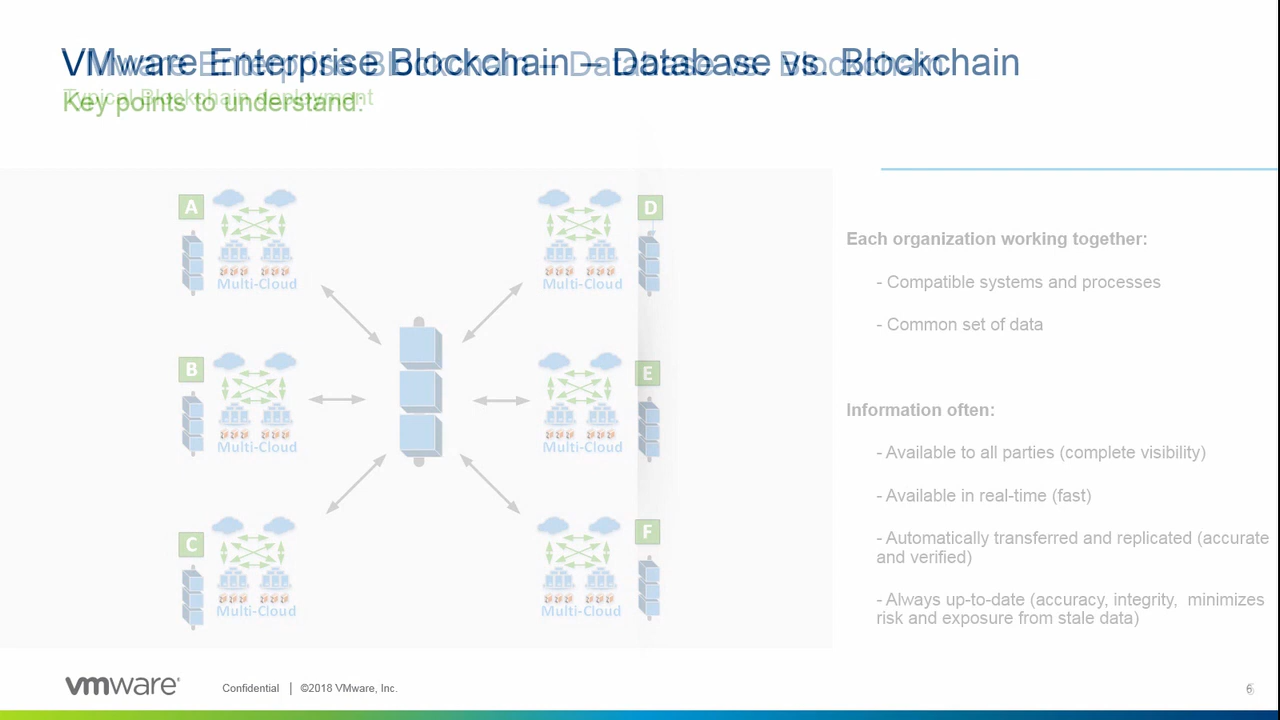 VMware Enterprise Blockchain – Database vs. Blockchain
Typical Blockchain deployment
Key points to understand:
A
Multi-Cloud
D
Multi-Cloud
B
Multi-Cloud
E
Multi-Cloud
C
Multi-Cloud
F
Multi-Cloud
Each organization working together:
- Compatible systems and processes
- Common set of data
Information often:
- Available to all parties (complete visibility)
- Available in real-time (fast)
- Automatically transferred and replicated (accurate
and verified)
- Always up-to-date (accuracy, integrity, minimizes
risk and exposure from stale data)
vmware
Confidential | ©2018 VMware, Inc.